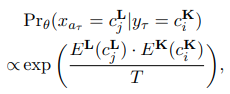 Pr_θ(x_{a_τ} = c_j^𝐋 | y_τ = c_i^𝐊)
∝ exp ( E^𝐋(c_j^𝐋) · E^𝐊(c_i^𝐊) / T ),